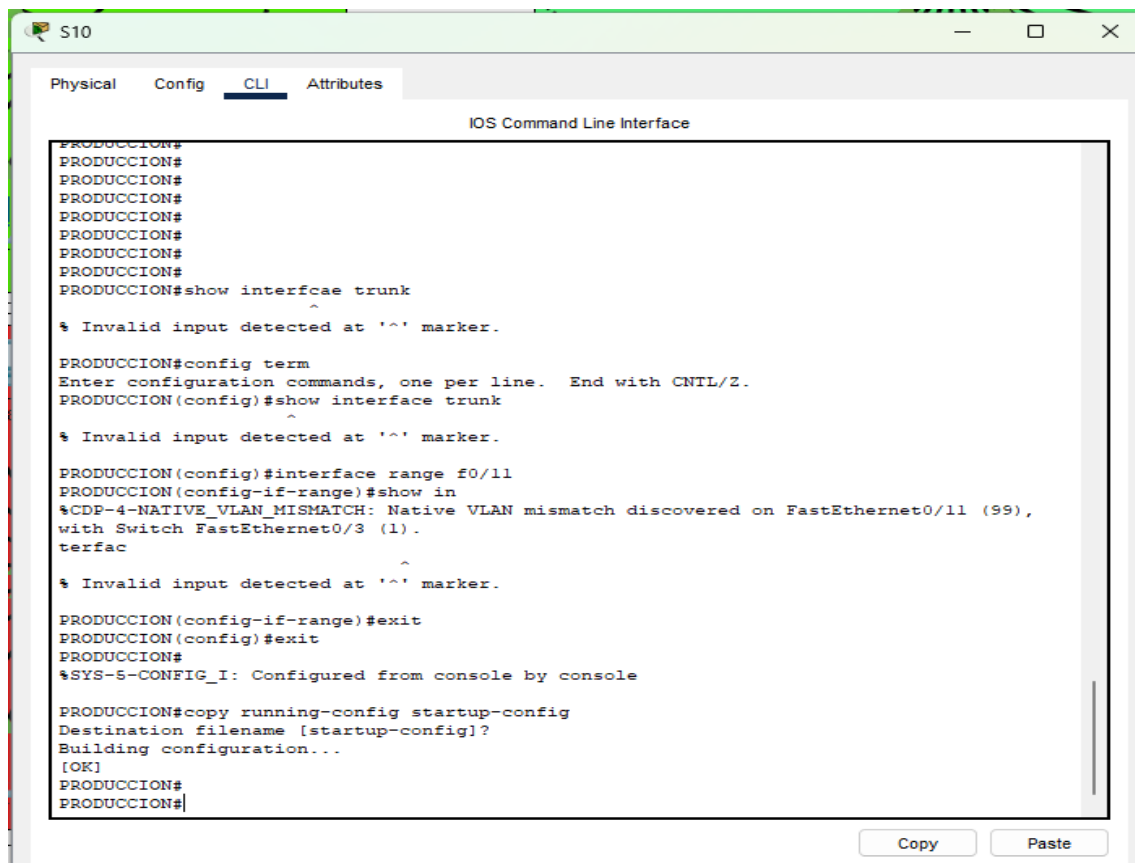 S10
Physical Config CLI Attributes
IOS Command Line Interface
PRODUCCION#
PRODUCCION#
PRODUCCION#
PRODUCCION#
PRODUCCION#
PRODUCCION#
PRODUCCION#
PRODUCCION#
PRODUCCION#show interfcae trunk
^
% Invalid input detected at '^' marker.
PRODUCCION#config term
Enter configuration commands, one per line. End with CNTL/Z.
PRODUCCION(config)#show interface trunk
^
% Invalid input detected at '^' marker.
PRODUCCION(config)#interface range f0/11
PRODUCCION(config-if-range)#show in
%CDP-4-NATIVE_VLAN_MISMATCH: Native VLAN mismatch discovered on FastEthernet0/11 (99),
with Switch FastEthernet0/3 (1).
terfac
^
% Invalid input detected at '^' marker.
PRODUCCION(config-if-range)#exit
PRODUCCION(config)#exit
PRODUCCION#
%SYS-5-CONFIG_I: Configured from console by console
PRODUCCION#copy running-config startup-config
Destination filename [startup-config]?
Building configuration...
[OK]
PRODUCCION#
PRODUCCION#
Copy Paste